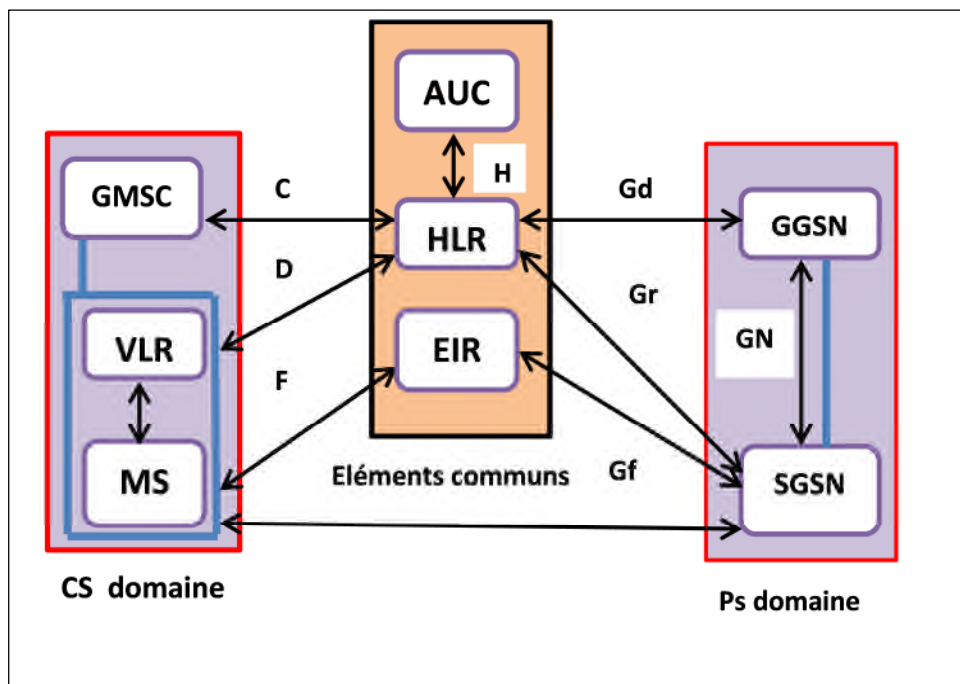 AUC
H
GMSC
C
HLR
Gd
GGSN
D
Gr
VLR
EIR
GN
F
MS
Eléments communs
Gf
SGSN
CS domaine
Ps domaine